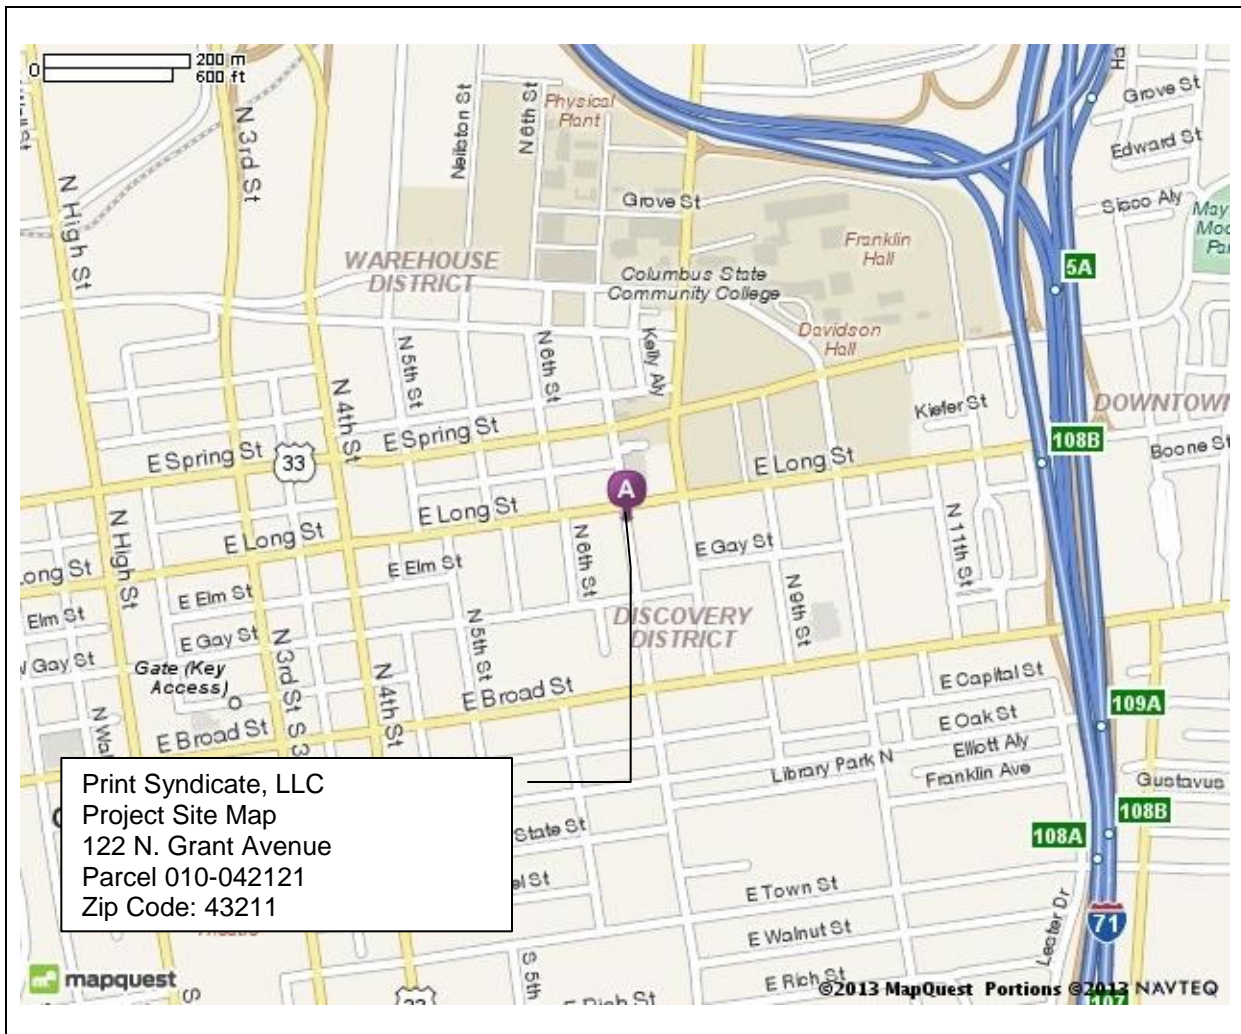 0
200 m
600 ft
N High St
N 3rd St
Neilston St
N 6th St
Physical
Plant
Grove St
WAREHOUSE
DISTRICT
Columbus State
Community College
Franklin
Hall
Davidson
Hall
Grove St
Edward St
Sipco Aly
5A
Kelly Aly
N 5th St
N 6th St
N 4th St
E Spring St
33
E Spring St
Kiefer St
DOWNTOWN
108B
Boone St
E Long St
A
E Long St
E Long St
Long St
N High St
N 6th St
N 11th St
E Gay St
E Elm St
E Elm St
Elm St
N 9th St
DISCOVERY
DISTRICT
N 5th St
E Gay St
W Gay St
N 3rd St
Gate (Key
Access)
N 4th St
E Broad St
E Broad St
E Capital St
109A
E Oak St
Elliott Aly
Library Park N
Franklin Ave
Gustavus
108B
108A
State St
Print Syndicate, LLC
Project Site Map
122 N. Grant Avenue
Parcel 010-042121
Zip Code: 43211
E Town St
E Walnut St
Lester Dr
71
E Rich St
S 5th
E Rich St
mapquest
©2013 MapQuest Portions ©2013 NAVTEQ